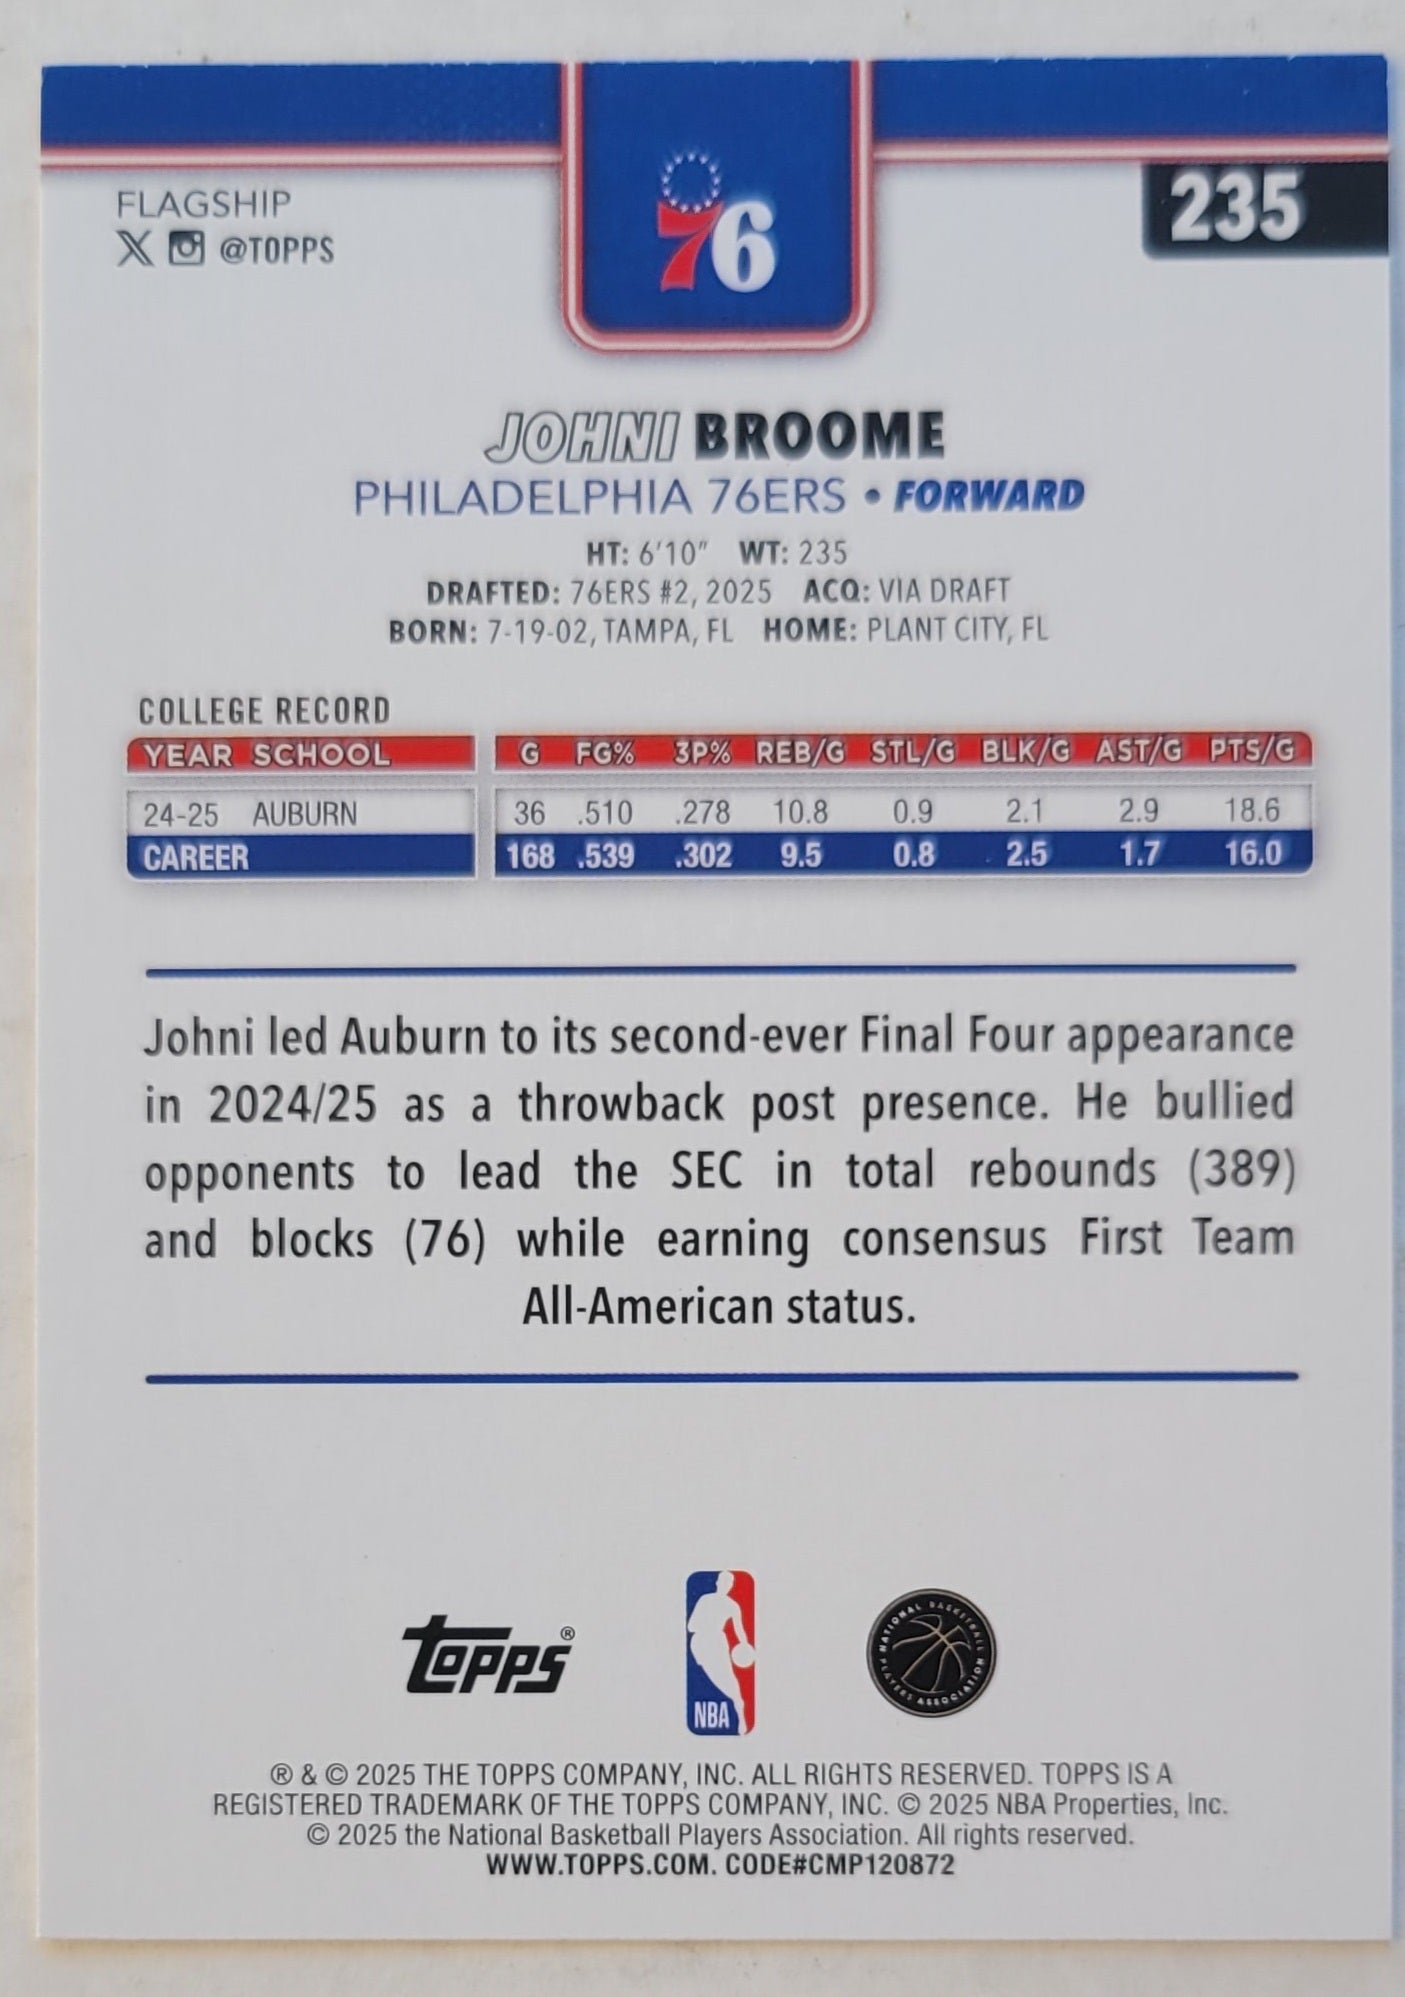 FLAGSHIP
X @TOPPS
76
235
JOHNI BROOME
PHILADELPHIA 76ERS • FORWARD
HT: 6'10" WT: 235
DRAFTED: 76ERS #2, 2025 ACQ: VIA DRAFT
BORN: 7-19-02, TAMPA, FL HOME: PLANT CITY, FL
COLLEGE RECORD
YEAR SCHOOL G FG% 3P% REB/G STL/G BLK/G AST/G PTS/G
24-25 AUBURN 36 .510 .278 10.8 0.9 2.1 2.9 18.6
CAREER 168 .539 .302 9.5 0.8 2.5 1.7 16.0
Johni led Auburn to its second-ever Final Four appearance
in 2024/25 as a throwback post presence. He bullied
opponents to lead the SEC in total rebounds (389)
and blocks (76) while earning consensus First Team
All-American status.
Topps®
NBA
NATIONAL BASKETBALL PLAYERS ASSOCIATION
® & © 2025 THE TOPPS COMPANY, INC. ALL RIGHTS RESERVED. TOPPS IS A
REGISTERED TRADEMARK OF THE TOPPS COMPANY, INC. © 2025 NBA Properties, Inc.
© 2025 the National Basketball Players Association. All rights reserved.
WWW.TOPPS.COM. CODE#CMP120872